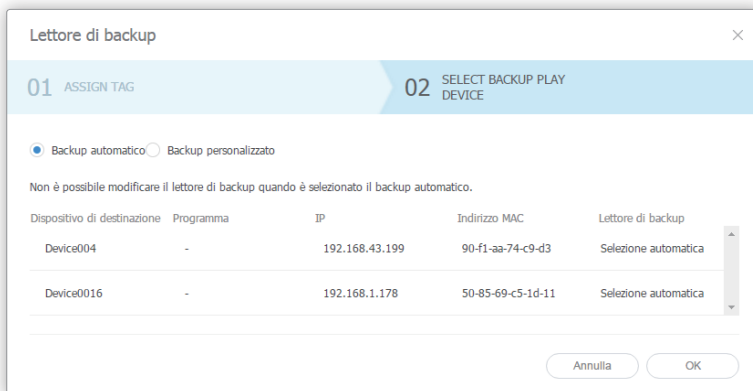 Lettore di backup
01 ASSIGN TAG
02 SELECT BACKUP PLAY
DEVICE
Backup automatico Backup personalizzato
Non è possibile modificare il lettore di backup quando è selezionato il backup automatico.
Dispositivo di destinazione Programma IP Indirizzo MAC Lettore di backup
Device004 - 192.168.43.199 90-f1-aa-74-c9-d3 Selezione automatica
Device0016 - 192.168.1.178 50-85-69-c5-1d-11 Selezione automatica
Annulla OK